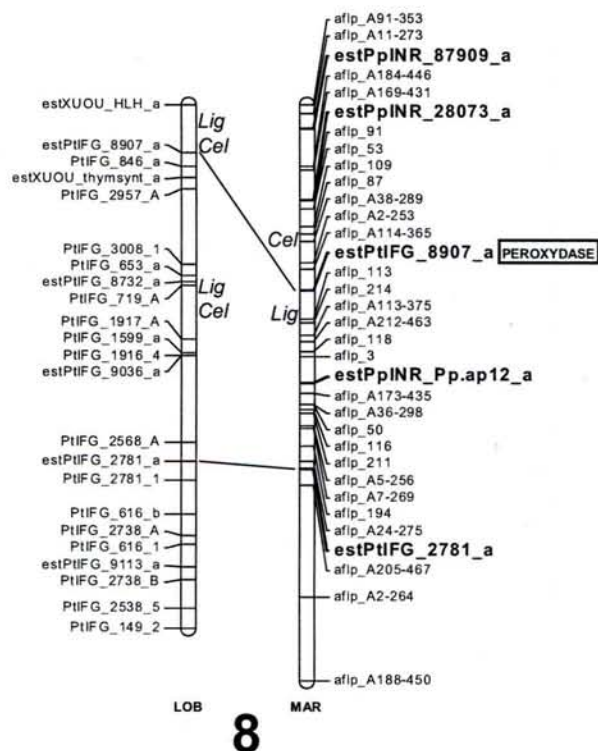 estXUOU_HLH_a
estPtIFG_8907_a
PtIFG_846_a
estXUOU_thymsynt_a
PtIFG_2957_A
PtIFG_3008_1
PtIFG_653_a
estPtIFG_8732_a
PtIFG_719_A
PtIFG_1917_A
PtIFG_1599_a
PtIFG_1916_4
estPtIFG_9036_a
PtIFG_2568_A
estPtIFG_2781_a
PtIFG_2781_1
PtIFG_616_b
PtIFG_2738_A
PtIFG_616_1
estPtIFG_9113_a
PtIFG_2738_B
PtIFG_2538_5
PtIFG_149_2
Lig
Cel
Lig
Cel
LOB
Cel
Lig
aflp_A91-353
aflp_A11-273
estPpINR_87909_a
aflp_A184-446
aflp_A169-431
estPpINR_28073_a
aflp_91
aflp_53
aflp_109
aflp_87
aflp_A38-289
aflp_A2-253
aflp_A114-365
estPtIFG_8907_a PEROXYDASE
aflp_113
aflp_214
aflp_A113-375
aflp_A212-463
aflp_118
aflp_3
estPpINR_Pp.ap12_a
aflp_A173-435
aflp_A36-298
aflp_50
aflp_116
aflp_211
aflp_A5-256
aflp_A7-269
aflp_194
aflp_A24-275
estPtIFG_2781_a
aflp_A205-467
aflp_A2-264
aflp_A188-450
MAR
8